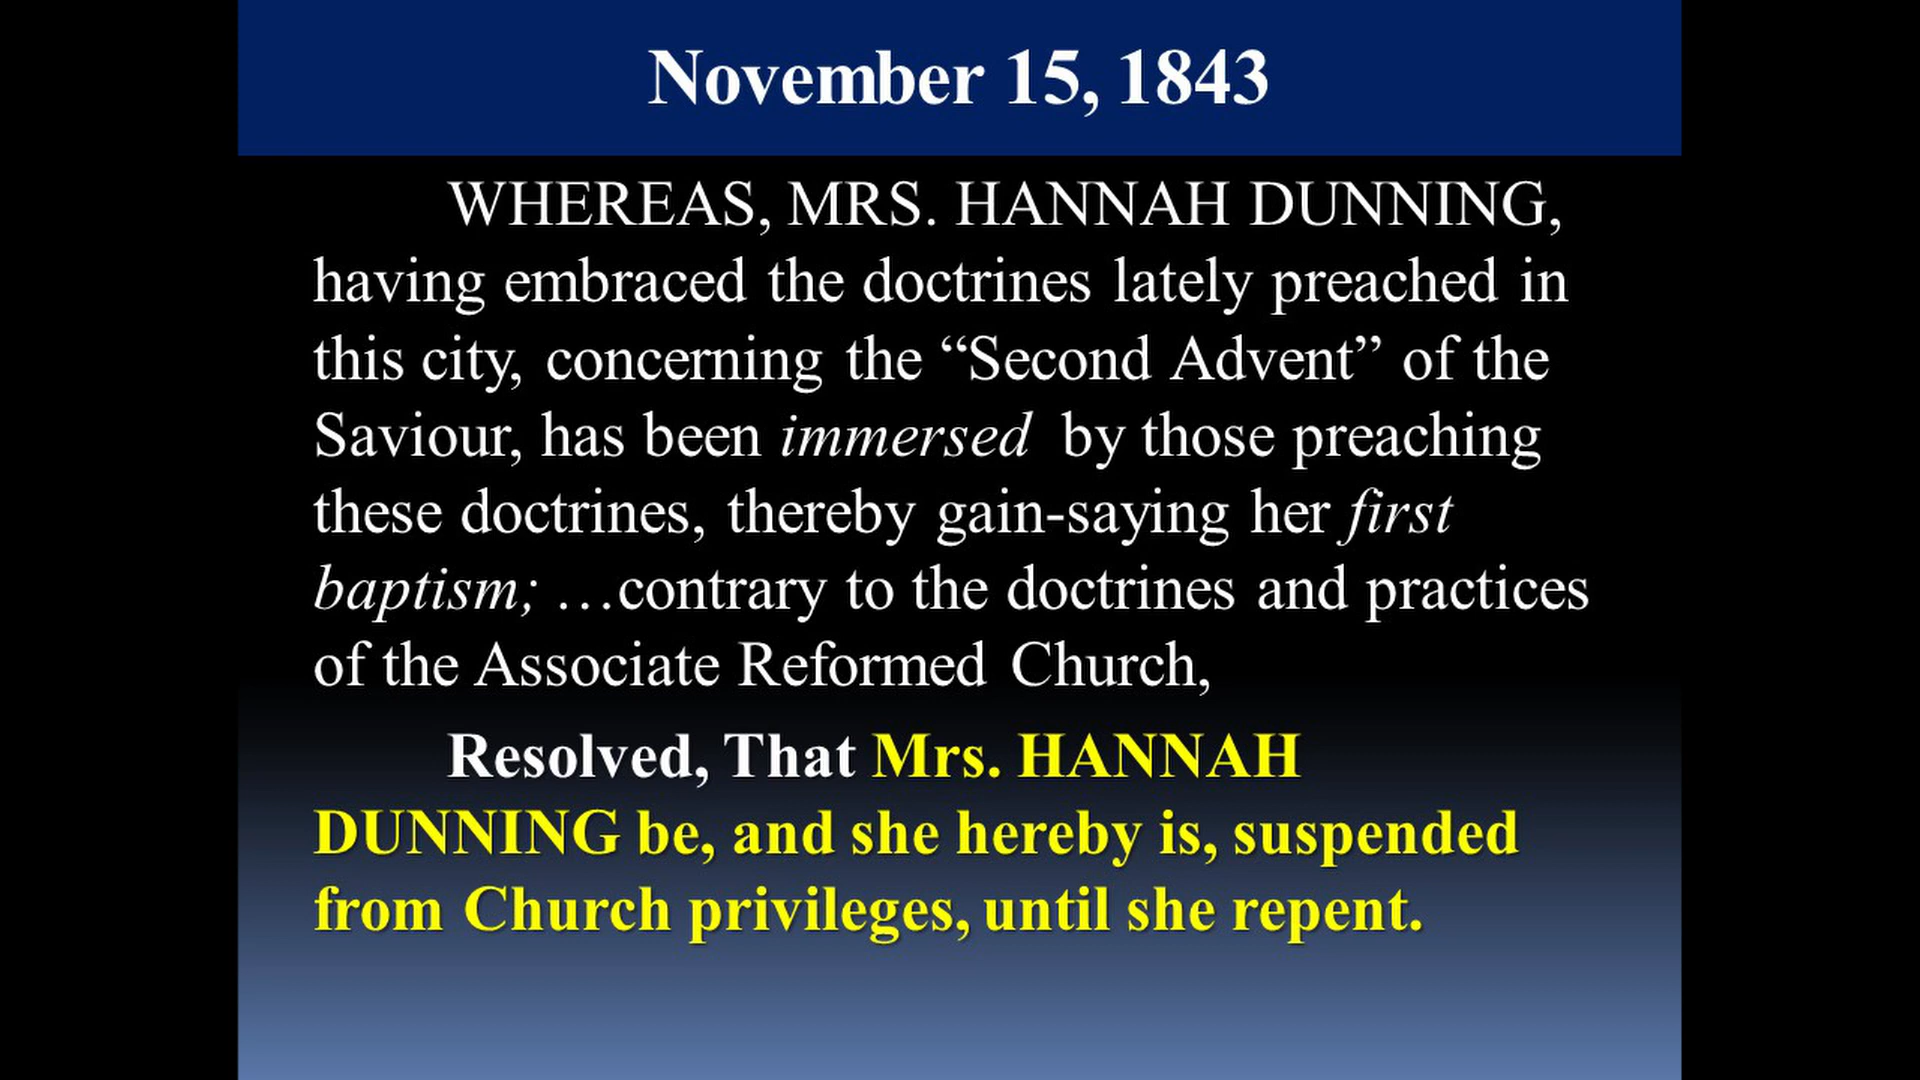 November 15, 1843
WHEREAS, MRS. HANNAH DUNNING,
having embraced the doctrines lately preached in
this city, concerning the “Second Advent” of the
Saviour, has been immersed by those preaching
these doctrines, thereby gain-saying her first
baptism; …contrary to the doctrines and practices
of the Associate Reformed Church,
Resolved, That Mrs. HANNAH
DUNNING be, and she hereby is, suspended
from Church privileges, until she repent.